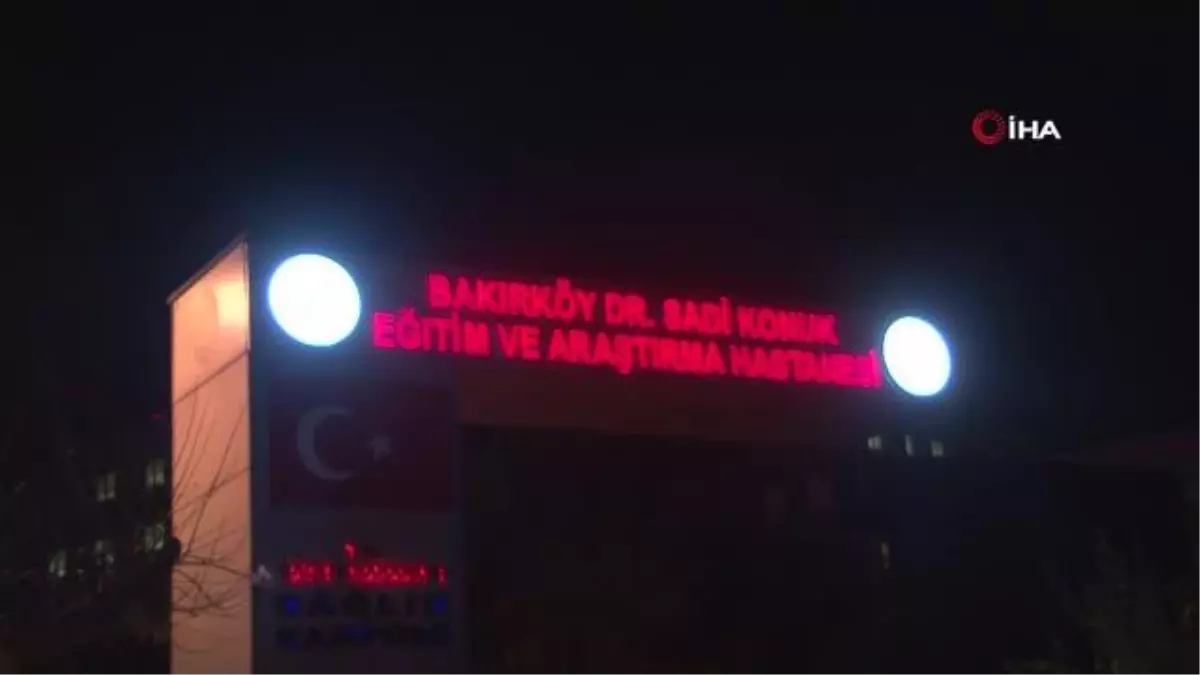 İHA
BAKIRKÖY DR. SADİ KONUK
EĞİTİM VE ARAŞTIRMA HASTANESİ